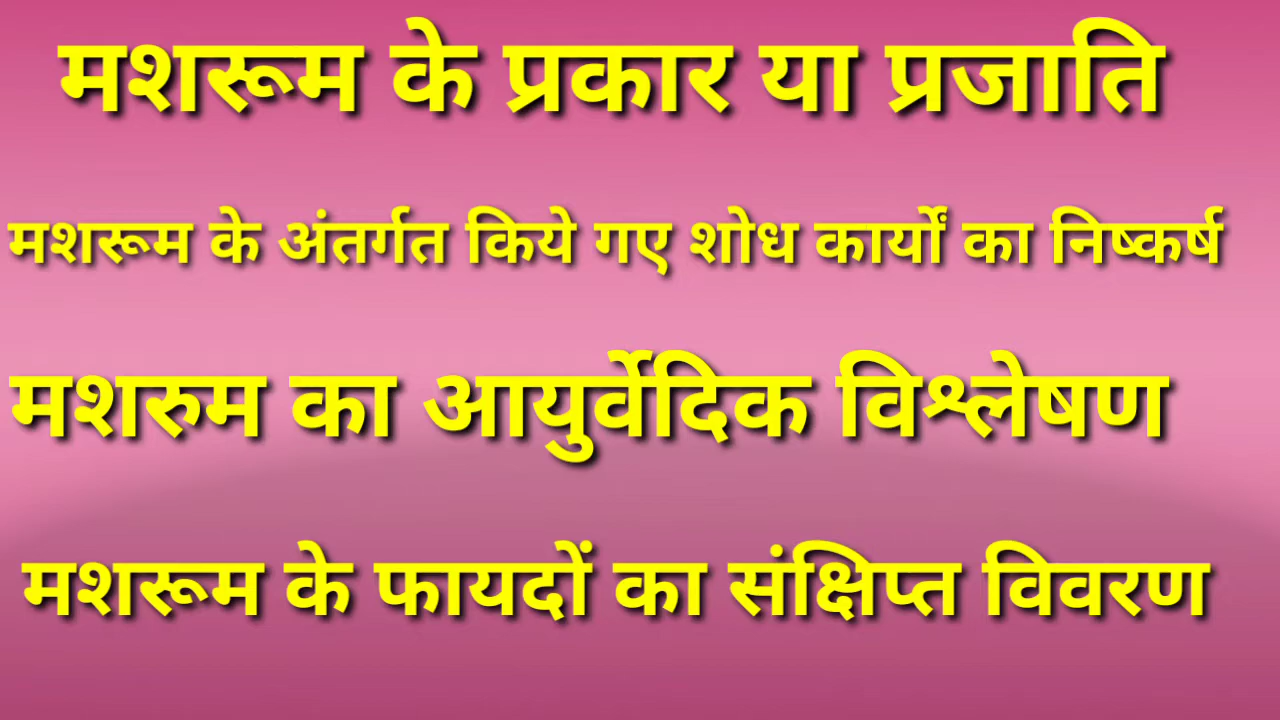 मशरूम के प्रकार या प्रजाति
मशरूम के अंतर्गत किये गए शोध कार्यों का निष्कर्ष
मशरुम का आयुर्वेदिक विश्लेषण
मशरूम के फायदों का संक्षिप्त विवरण